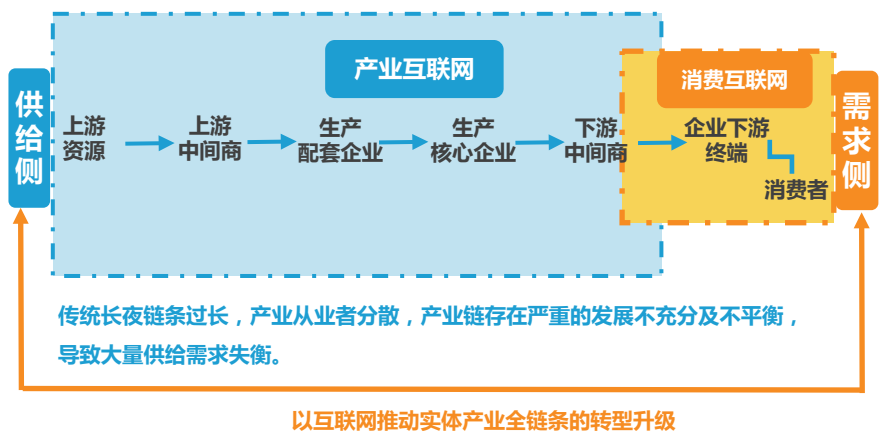 产业互联网
消费互联网
供给侧
需求侧
上游
资源
上游
中间商
生产
配套企业
生产
核心企业
下游
中间商
企业下游
终端
消费者
传统长夜链条过长，产业从业者分散，产业链存在严重的发展不充分及不平衡，
导致大量供给需求失衡。
以互联网推动实体产业全链条的转型升级